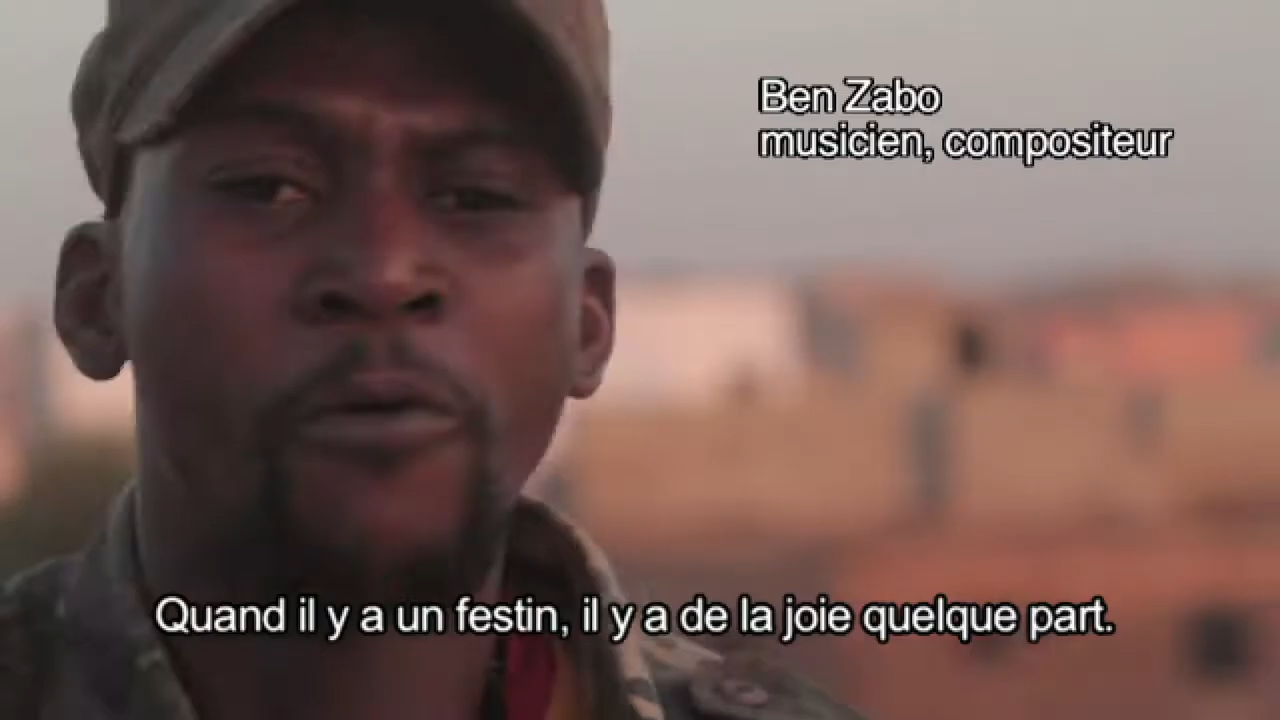 Ben Zabo
musicien, compositeur
Quand il y a un festin, il y a de la joie quelque part.